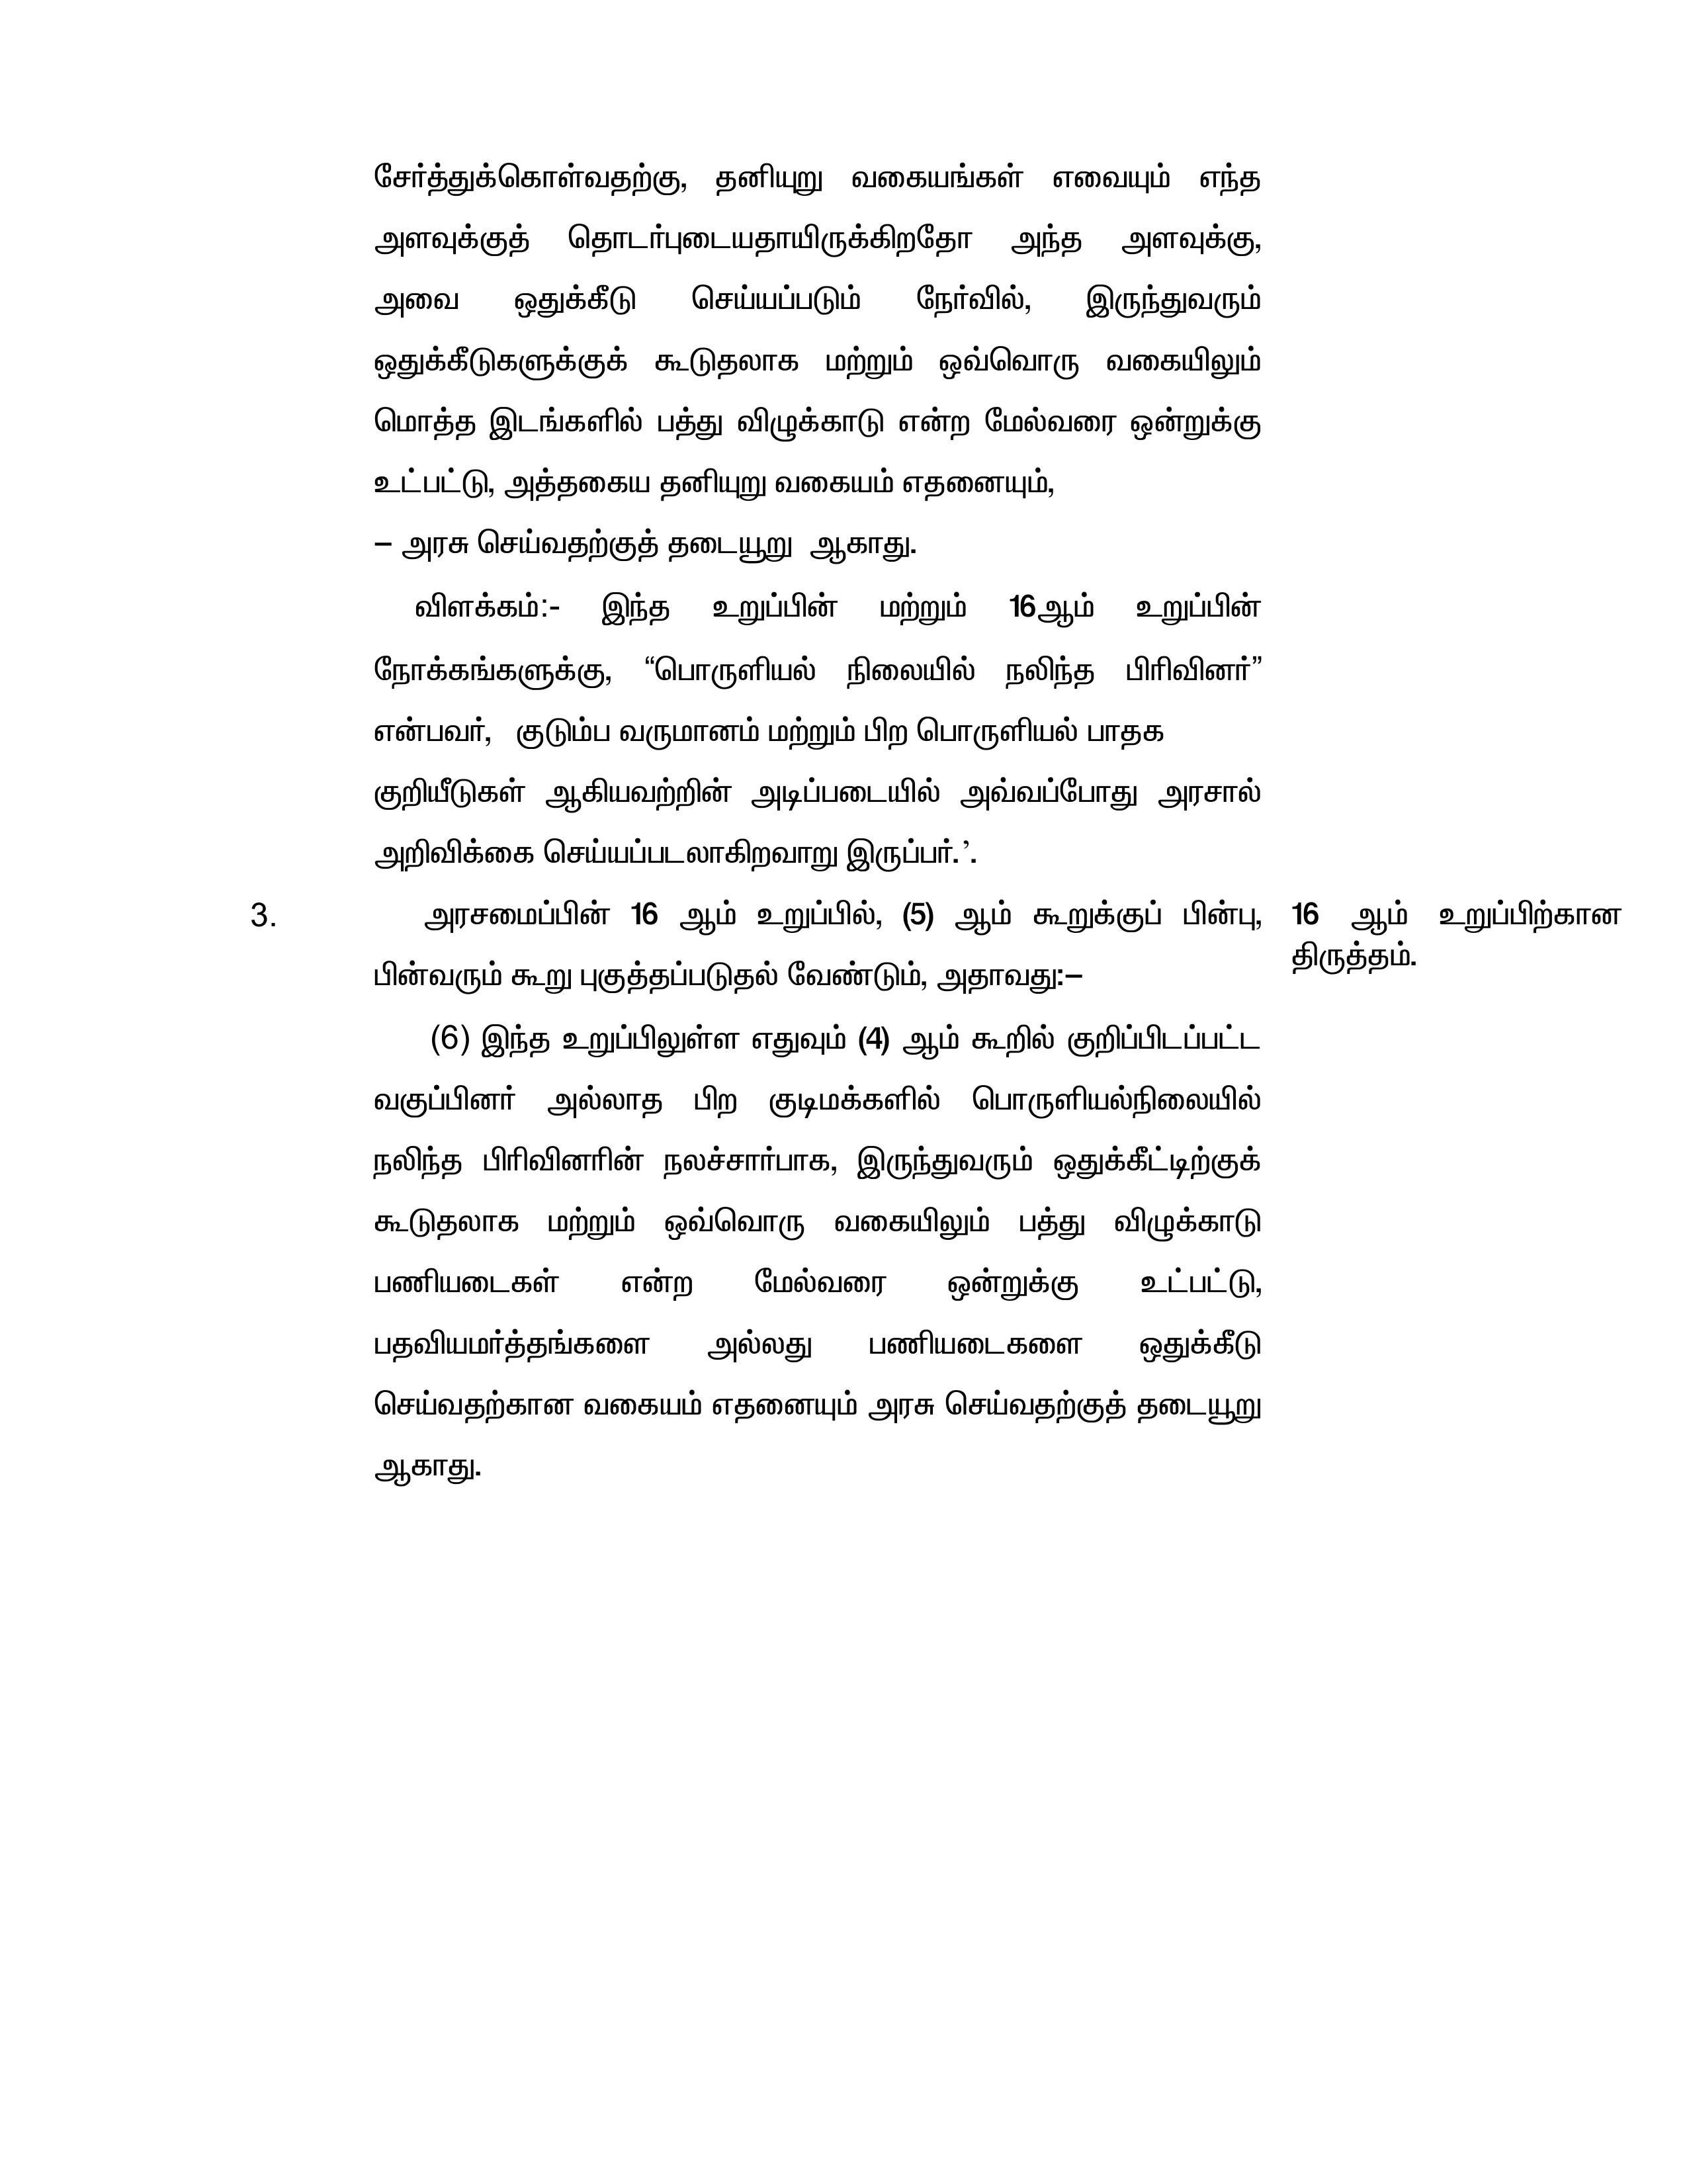 சேர்த்துக்கொள்வதற்கு, தனியுறு வகையங்கள் எவையும் எந்த
அளவுக்குத் தொடர்புடையதாயிருக்கிறதோ அந்த அளவுக்கு,
அவை ஒதுக்கீடு செய்யப்படும் நேர்வில், இருந்துவரும்
ஒதுக்கீடுகளுக்குக் கூடுதலாக மற்றும் ஒவ்வொரு வகையிலும்
மொத்த இடங்களில் பத்து விழுக்காடு என்ற மேல்வரை ஒன்றுக்கு
உட்பட்டு, அத்தகைய தனியுறு வகையம் எதனையும்,
– அரசு செய்வதற்குத் தடையூறு ஆகாது.
விளக்கம்:- இந்த உறுப்பின் மற்றும் 16ஆம் உறுப்பின்
நோக்கங்களுக்கு, “பொருளியல் நிலையில் நலிந்த பிரிவினர்”
என்பவர், குடும்ப வருமானம் மற்றும் பிற பொருளியல் பாதக
குறியீடுகள் ஆகியவற்றின் அடிப்படையில் அவ்வப்போது அரசால்
அறிவிக்கை செய்யப்படலாகிறவாறு இருப்பர்.’.
3. அரசமைப்பின் 16 ஆம் உறுப்பில், (5) ஆம் கூறுக்குப் பின்பு,
பின்வரும் கூறு புகுத்தப்படுதல் வேண்டும், அதாவது:–
16 ஆம் உறுப்பிற்கான
திருத்தம்.
(6) இந்த உறுப்பிலுள்ள எதுவும் (4) ஆம் கூறில் குறிப்பிடப்பட்ட
வகுப்பினர் அல்லாத பிற குடிமக்களில் பொருளியல்நிலையில்
நலிந்த பிரிவினரின் நலச்சார்பாக, இருந்துவரும் ஒதுக்கீட்டிற்குக்
கூடுதலாக மற்றும் ஒவ்வொரு வகையிலும் பத்து விழுக்காடு
பணியடைகள் என்ற மேல்வரை ஒன்றுக்கு உட்பட்டு,
பதவியமர்த்தங்களை அல்லது பணியடைகளை ஒதுக்கீடு
செய்வதற்கான வகையம் எதனையும் அரசு செய்வதற்குத் தடையூறு
ஆகாது.